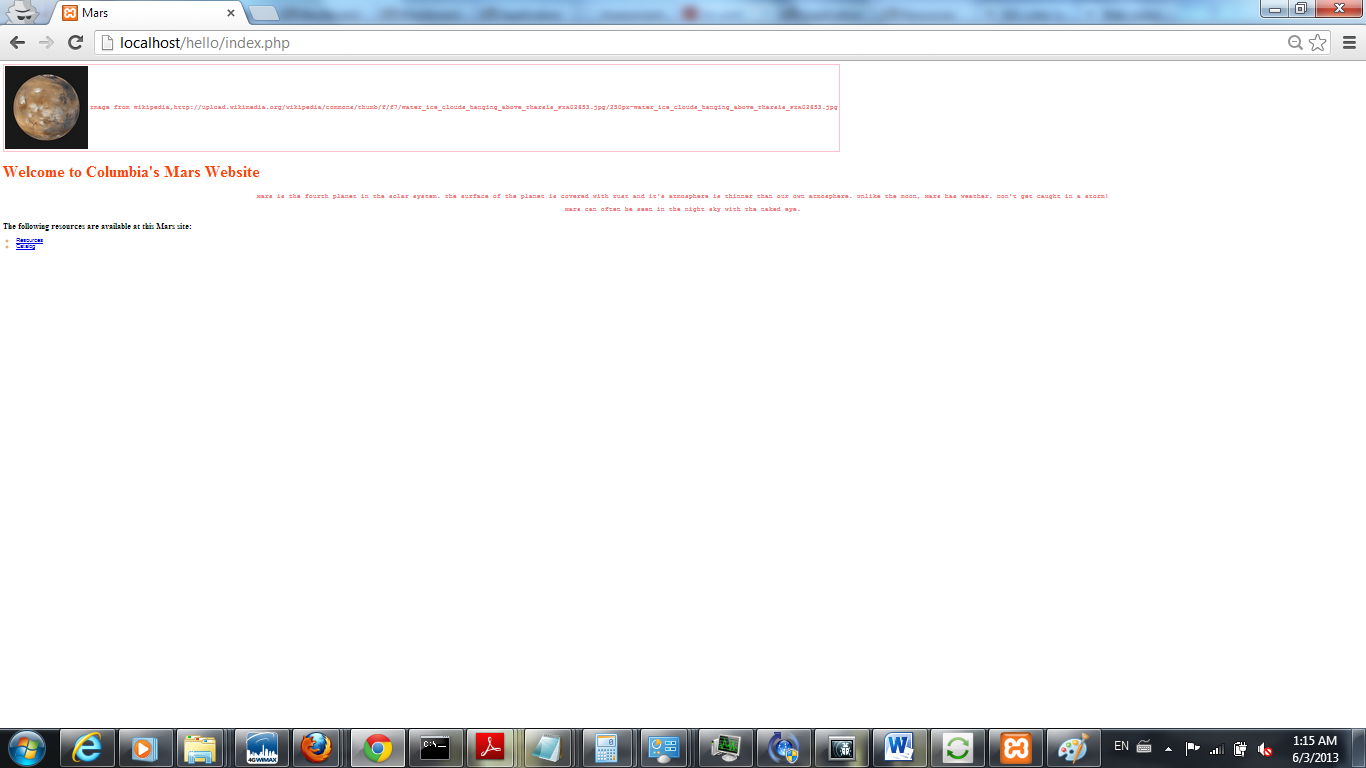 Mars
localhost/hello/index.php
Image from wikipedia,http://upload.wikimedia.org/wikipedia/commons/thumb/f/f7/water_ice_clouds_hanging_above_tharsis_PIA02653.jpg/250px-water_ice_clouds_hanging_above_tharsis_PIA02653.jpg
Welcome to Columbia's Mars Website
Mars is the fourth planet in the solar system. The surface of the planet is covered with rust and it's atmosphere is thinner than our own atmosphere. Unlike the moon, Mars has weather. Don't get caught in a storm!
Mars can often be seen in the night sky with the naked eye.
The following resources are available at this Mars site:
Resources
Catalog
4GWIMAX
C:\
EN
1:15 AM
6/3/2013